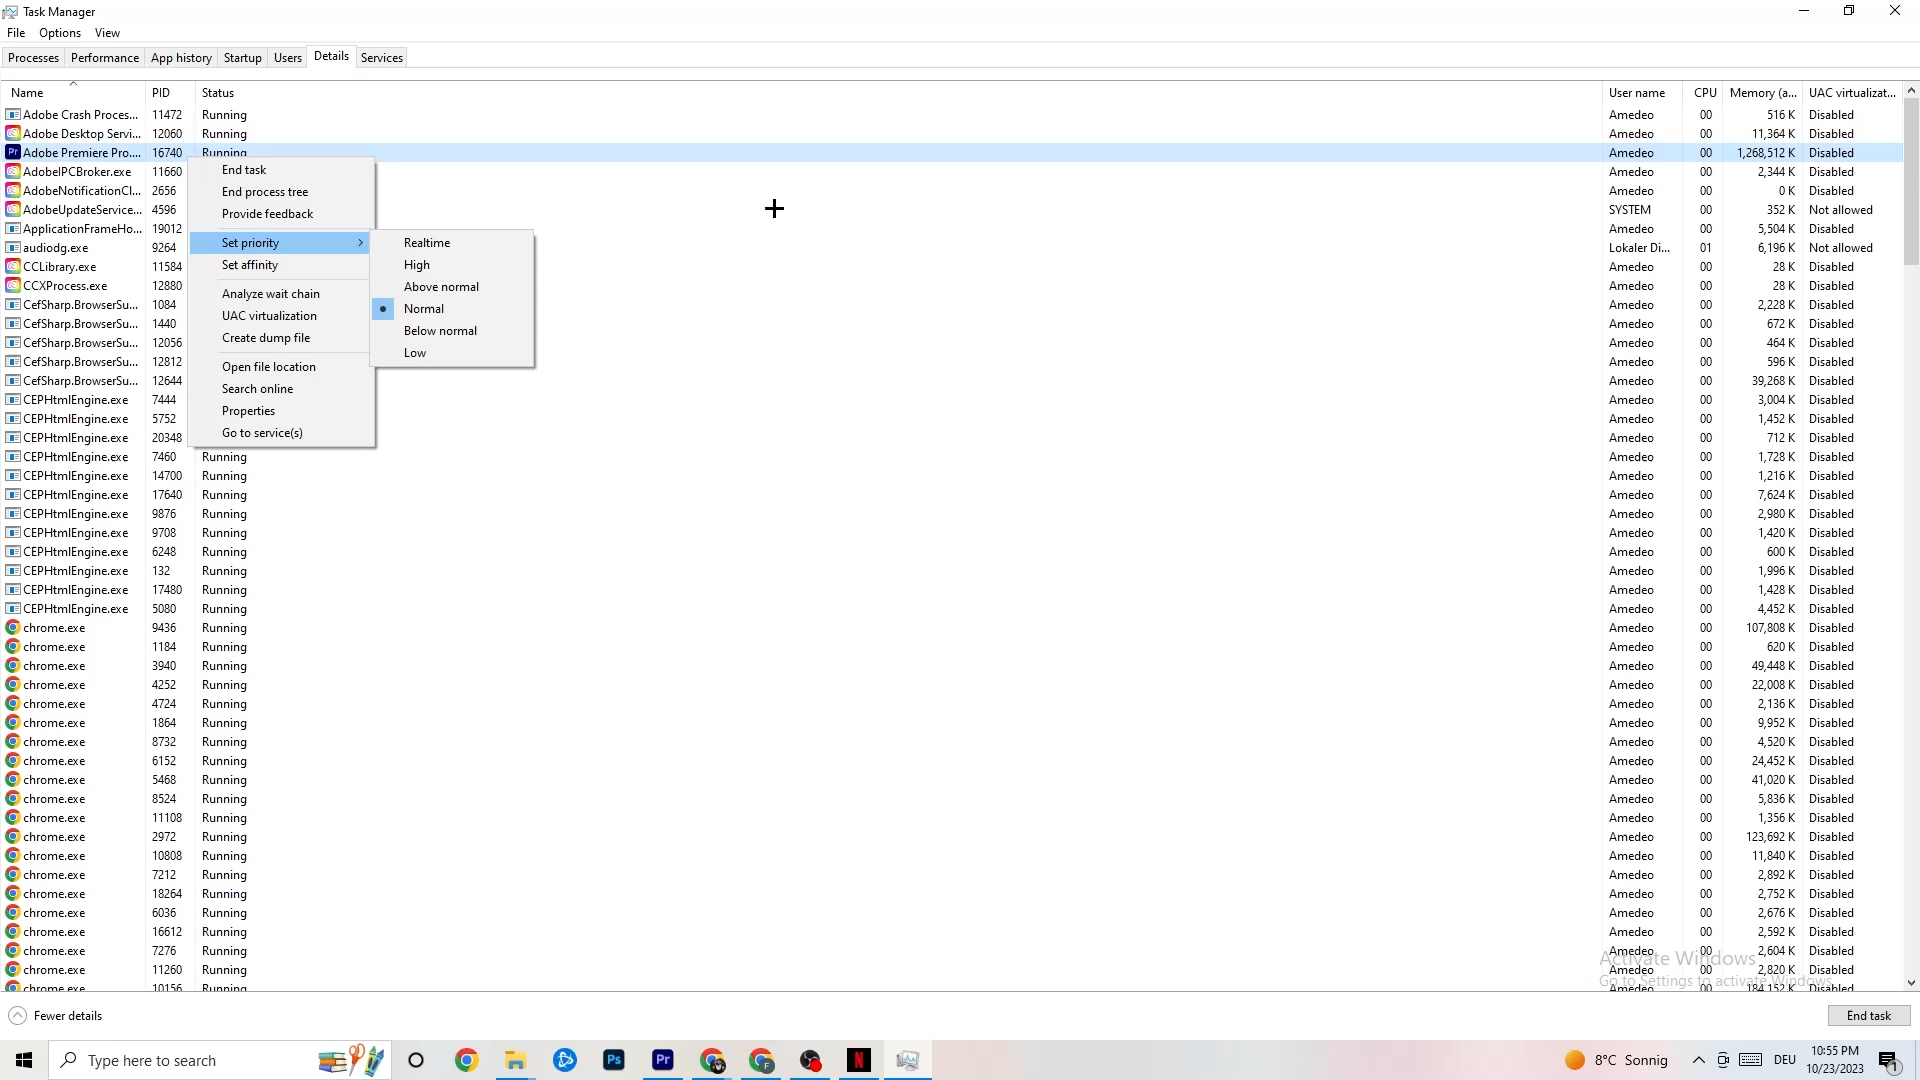 Task Manager
File Options View
Processes Performance App history Startup Users Details Services
Name PID Status User name CPU Memory (a... UAC virtualizat...
Adobe Crash Proces... 11472 Running Amedeo 00 516 K Disabled
Adobe Desktop Servi... 12060 Running Amedeo 00 11,364 K Disabled
Adobe Premiere Pro.... 16740 Running Amedeo 00 1,268,512 K Disabled
AdobeIPCBroker.exe 11660 Amedeo 00 2,344 K Disabled
AdobeNotificationCl... 2656 Amedeo 00 0 K Disabled
AdobeUpdateService... 4596 SYSTEM 00 352 K Not allowed
ApplicationFrameHo... 19012 Amedeo 00 5,504 K Disabled
audiodg.exe 9264 Lokaler Di... 01 6,196 K Not allowed
CCLibrary.exe 11584 Amedeo 00 28 K Disabled
CCXProcess.exe 12880 Amedeo 00 28 K Disabled
CefSharp.BrowserSu... 1084 Amedeo 00 2,228 K Disabled
CefSharp.BrowserSu... 1440 Amedeo 00 672 K Disabled
CefSharp.BrowserSu... 12056 Amedeo 00 464 K Disabled
CefSharp.BrowserSu... 12812 Amedeo 00 596 K Disabled
CefSharp.BrowserSu... 12644 Amedeo 00 39,268 K Disabled
CEPHtmlEngine.exe 7444 Amedeo 00 3,004 K Disabled
CEPHtmlEngine.exe 5752 Amedeo 00 1,452 K Disabled
CEPHtmlEngine.exe 20348 Amedeo 00 712 K Disabled
End task
End process tree
Provide feedback
Set priority
Set affinity
Analyze wait chain
UAC virtualization
Create dump file
Open file location
Search online
Properties
Go to service(s)
Realtime
High
Above normal
Normal
Below normal
Low
CEPHtmlEngine.exe 7460 Running Amedeo 00 1,728 K Disabled
CEPHtmlEngine.exe 14700 Running Amedeo 00 1,216 K Disabled
CEPHtmlEngine.exe 17640 Running Amedeo 00 7,624 K Disabled
CEPHtmlEngine.exe 9876 Running Amedeo 00 2,980 K Disabled
CEPHtmlEngine.exe 9708 Running Amedeo 00 1,420 K Disabled
CEPHtmlEngine.exe 6248 Running Amedeo 00 600 K Disabled
CEPHtmlEngine.exe 132 Running Amedeo 00 1,996 K Disabled
CEPHtmlEngine.exe 17480 Running Amedeo 00 1,428 K Disabled
CEPHtmlEngine.exe 5080 Running Amedeo 00 4,452 K Disabled
chrome.exe 9436 Running Amedeo 00 107,808 K Disabled
chrome.exe 1184 Running Amedeo 00 620 K Disabled
chrome.exe 3940 Running Amedeo 00 49,448 K Disabled
chrome.exe 4252 Running Amedeo 00 22,008 K Disabled
chrome.exe 4724 Running Amedeo 00 2,136 K Disabled
chrome.exe 1864 Running Amedeo 00 9,952 K Disabled
chrome.exe 8732 Running Amedeo 00 4,520 K Disabled
chrome.exe 6152 Running Amedeo 00 24,452 K Disabled
chrome.exe 5468 Running Amedeo 00 41,020 K Disabled
chrome.exe 8524 Running Amedeo 00 5,836 K Disabled
chrome.exe 11108 Running Amedeo 00 1,356 K Disabled
chrome.exe 2972 Running Amedeo 00 123,692 K Disabled
chrome.exe 10808 Running Amedeo 00 11,840 K Disabled
chrome.exe 7212 Running Amedeo 00 2,892 K Disabled
chrome.exe 18264 Running Amedeo 00 2,752 K Disabled
chrome.exe 6036 Running Amedeo 00 2,676 K Disabled
chrome.exe 16612 Running Amedeo 00 2,592 K Disabled
chrome.exe 7276 Running Amedeo 00 2,604 K Disabled
chrome.exe 11260 Running Amedeo 00 2,820 K Disabled
chrome.exe 10156 Running Amedeo 00 184,152 K Disabled
Activate Windows
Go to Settings to activate Windows.
Fewer details End task
Type here to search Ps Pr F N 8°C Sonnig DEU 10:55 PM
10/23/2023 1